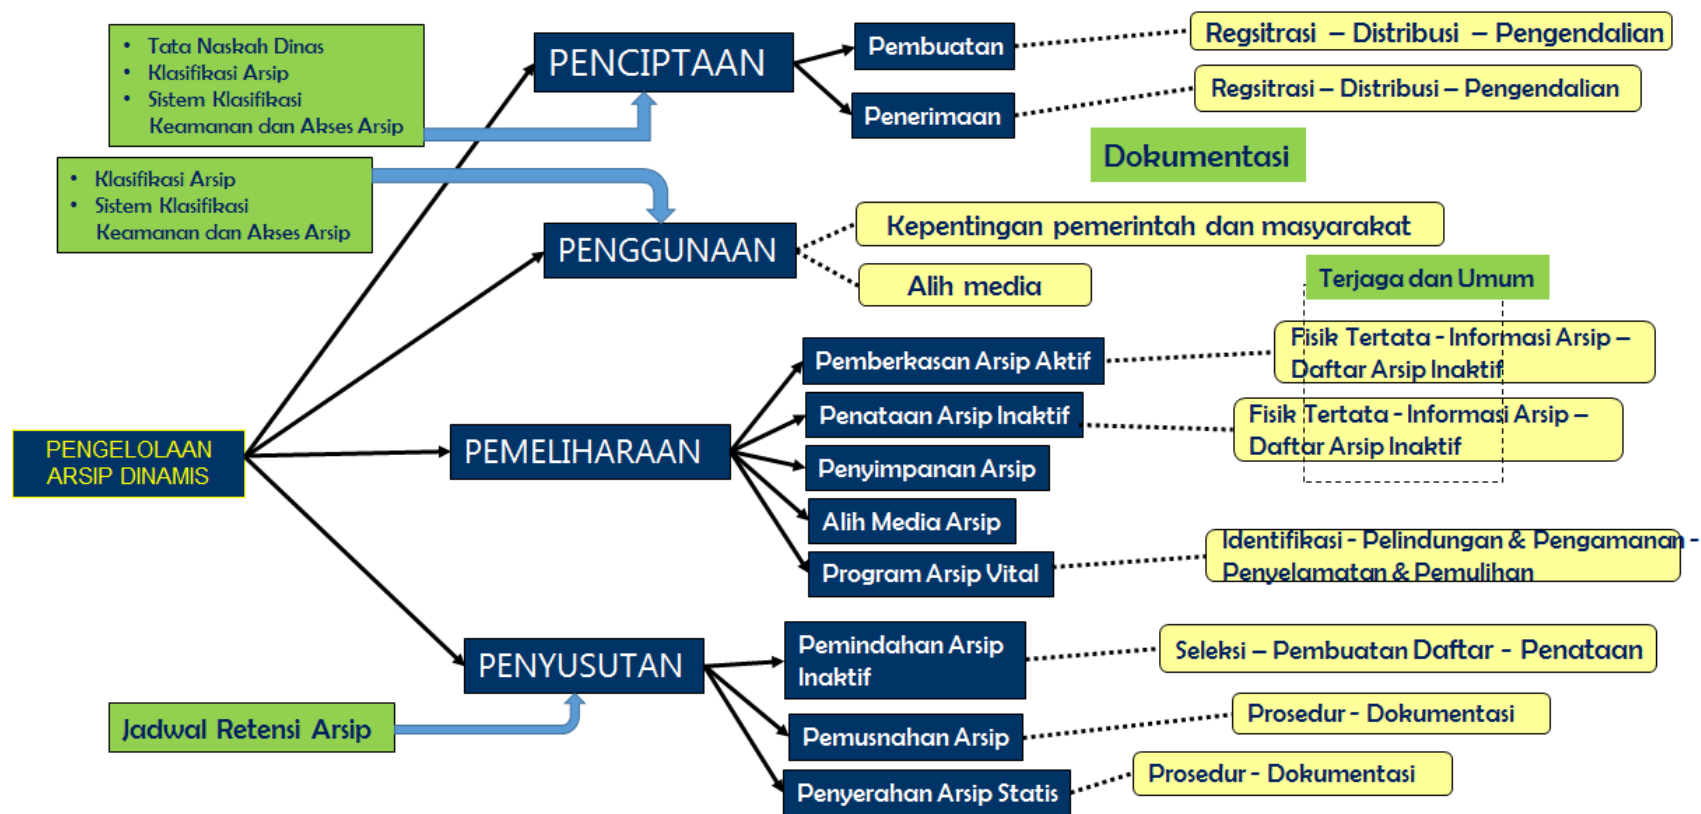 • Tata Naskah Dinas
• Klasifikasi Arsip
• Sistem Klasifikasi
Keamanan dan Akses Arsip
• Klasifikasi Arsip
• Sistem Klasifikasi
Keamanan dan Akses Arsip
PENGELOLAAN
ARSIP DINAMIS
PENCIPTAAN
Pembuatan
Regsitrasi – Distribusi – Pengendalian
Penerimaan
Regsitrasi – Distribusi – Pengendalian
Dokumentasi
PENGGUNAAN
Kepentingan pemerintah dan masyarakat
Alih media
Terjaga dan Umum
PEMELIHARAAN
Pemberkasan Arsip Aktif
Fisik Tertata - Informasi Arsip –
Daftar Arsip Inaktif
Penataan Arsip Inaktif
Fisik Tertata - Informasi Arsip –
Daftar Arsip Inaktif
Penyimpanan Arsip
Alih Media Arsip
Program Arsip Vital
Identifikasi - Pelindungan & Pengamanan -
Penyelamatan & Pemulihan
PENYUSUTAN
Jadwal Retensi Arsip
Pemindahan Arsip
Inaktif
Seleksi – Pembuatan Daftar - Penataan
Pemusnahan Arsip
Prosedur - Dokumentasi
Penyerahan Arsip Statis
Prosedur - Dokumentasi